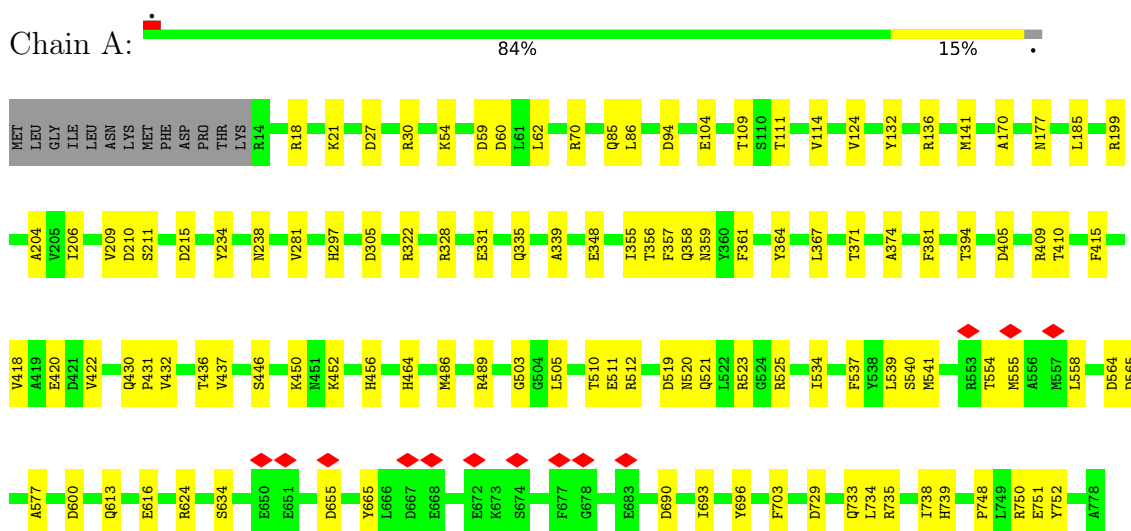 Chain A:
84% 15%
MET LEU GLY ILE LEU ASN LYS MET PHE ASP PRO THR LYS R14 R18 K21 D27 R30 K54 D59 D60 L61 L62 R70 Q85 L86 D94 E104 T109 S110 T111 V114 V124 Y132 R136 M141 A170 N177 L185 R199
A204 V205 I206 V209 D210 S211 D215 Y234 N238 V281 H297 D305 R322 R328 E331 Q335 A339 E348 I355 T356 F357 Q358 N359 Y360 F361 Y364 L367 T371 A374 F381 T394 D405 R409 T410 F415
V418 A419 E420 D421 V422 Q430 P431 V432 T436 V437 S446 K450 N451 K452 H456 H464 M486 R489 G503 G504 L505 T510 E511 R512 D519 N520 Q521 L522 R523 G524 R525 I534 F537 Y538 L539 S540 M541 R553 T554 M555 A556 M557 L558 D564 D565
A577 D600 Q613 E616 R624 S634 E650 E651 D655 Y665 L666 D667 E668 E672 K673 S674 F677 G678 E683 D690 I693 Y696 F703 D729 Q733 L734 R735 I738 H739 P748 L749 R750 E751 Y752 A778